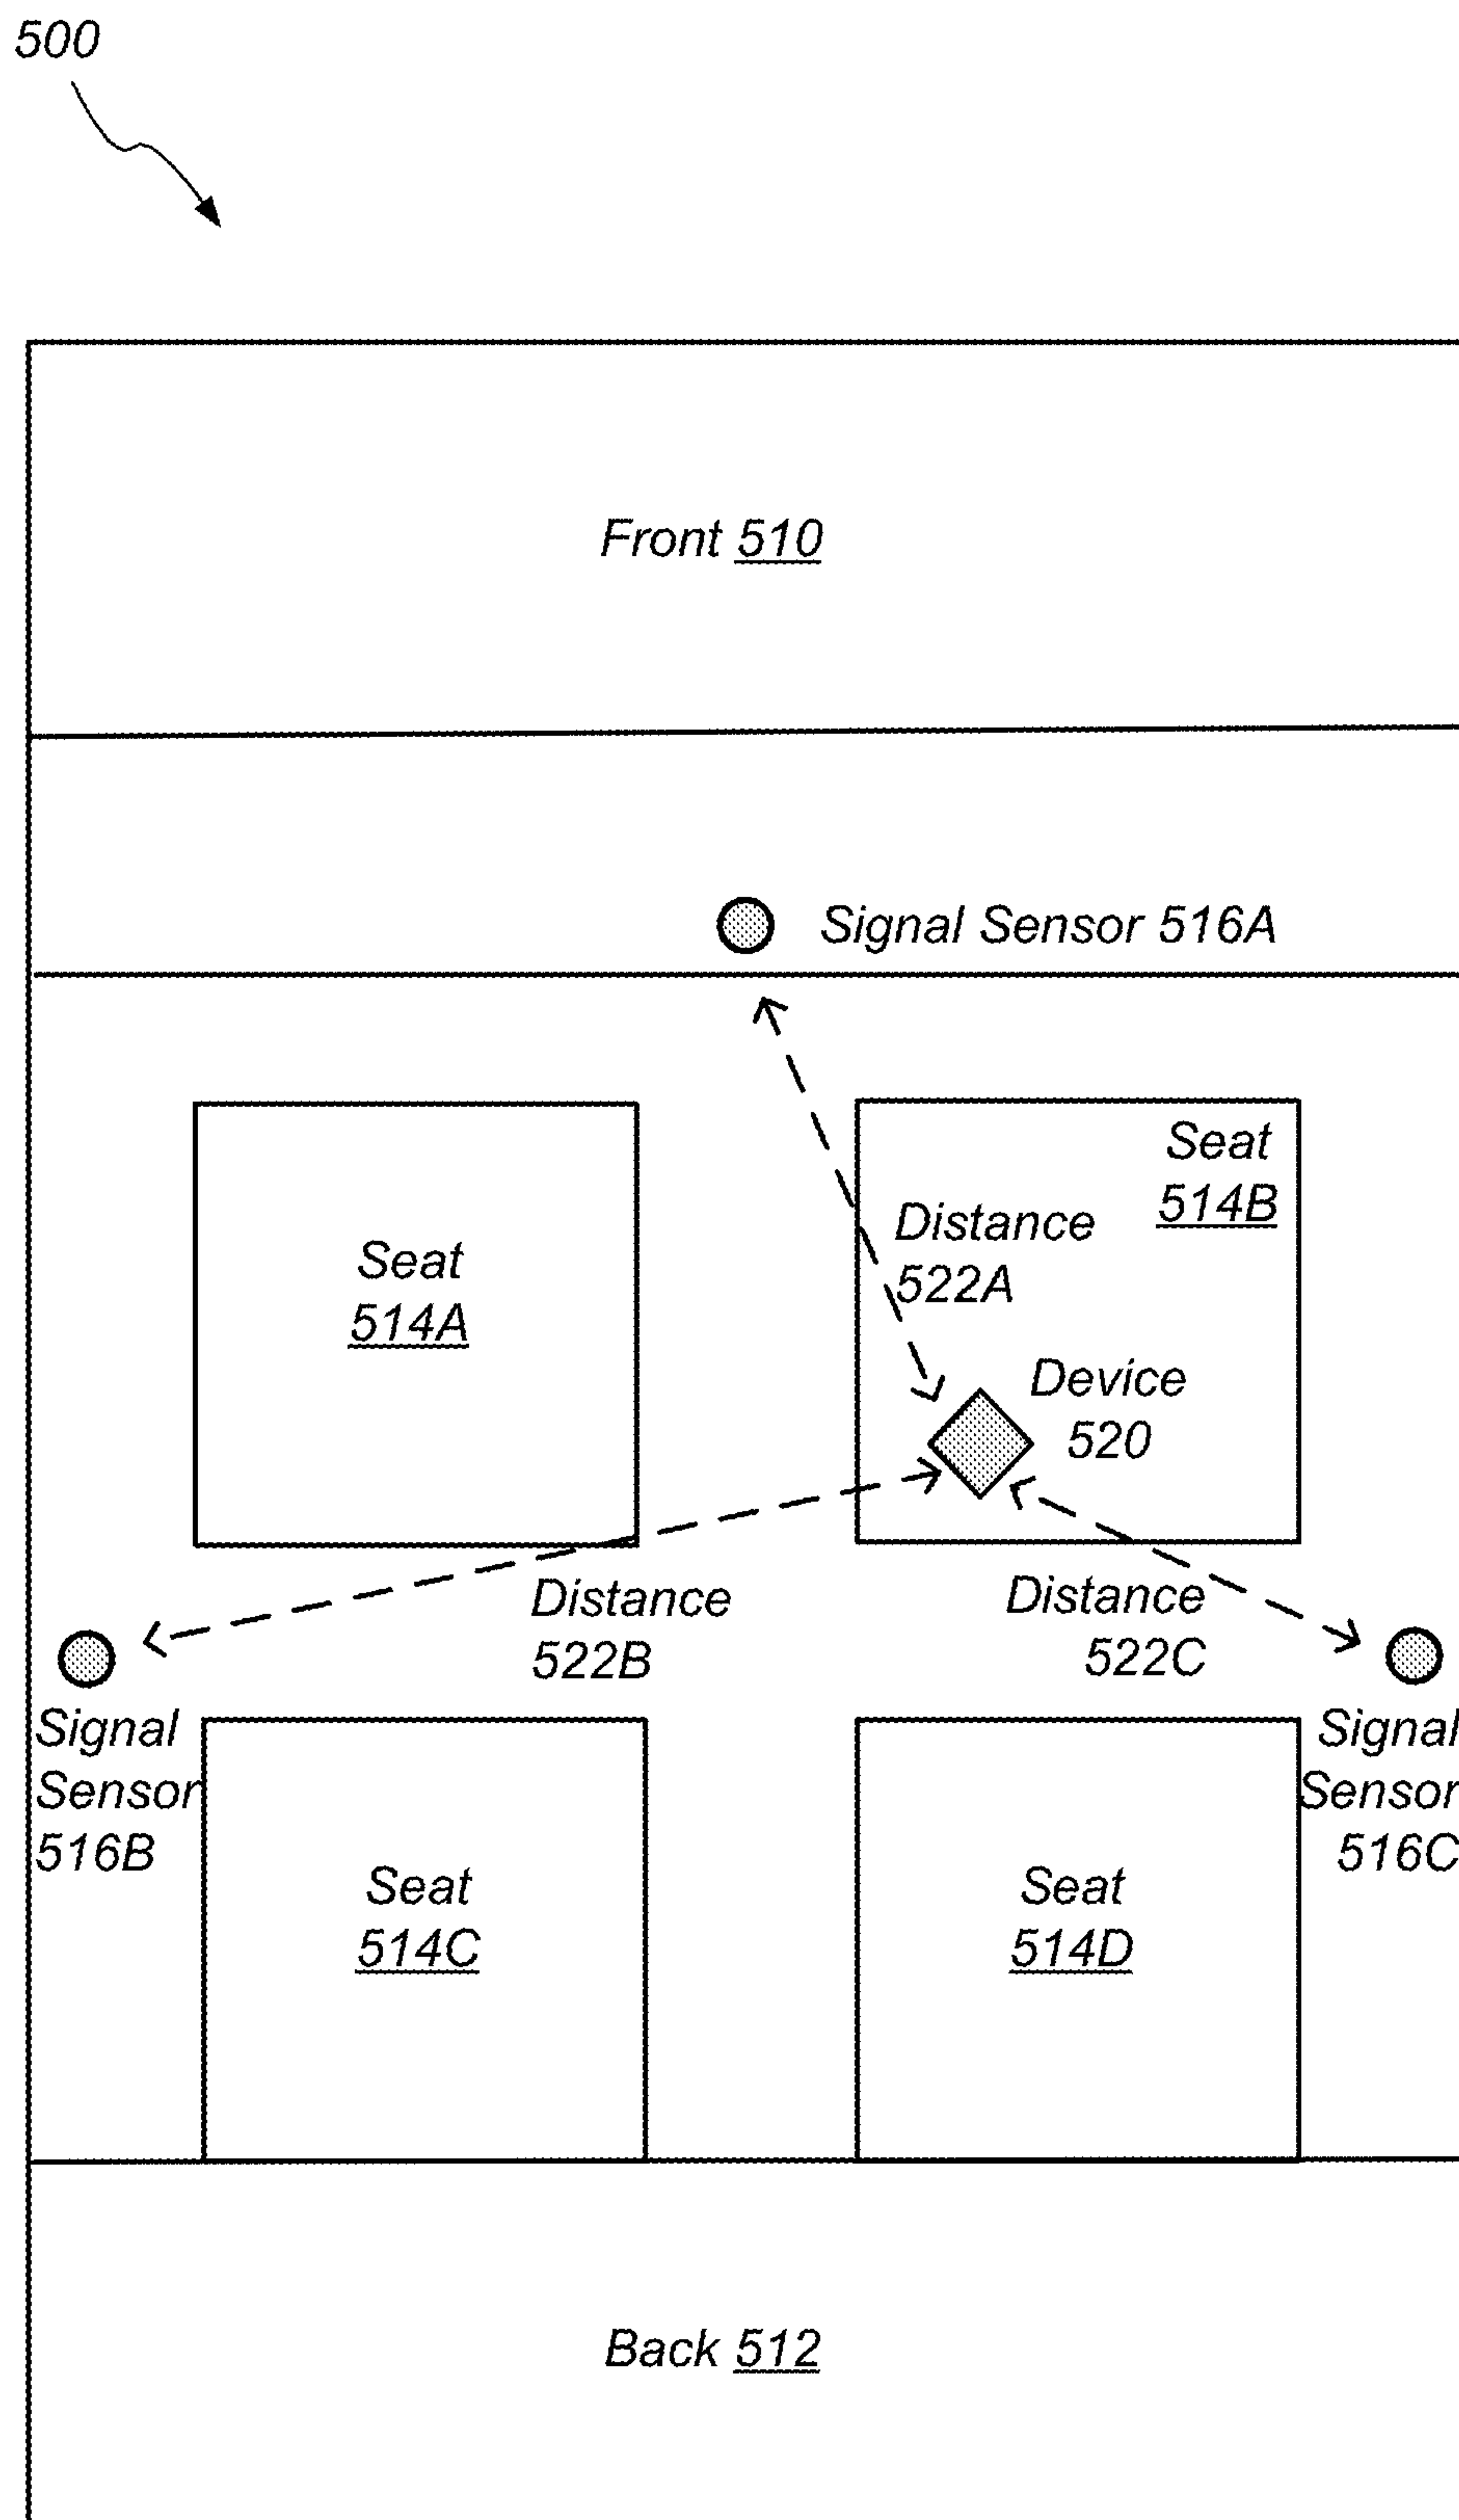 500
Front 510
Signal Sensor 516A
Seat
514B
Distance
522A
Seat
514A
Device
520
Distance
522B
Distance
522C
Signal
Sensor
516B
Signal
Sensor
516C
Seat
514C
Seat
514D
Back 512